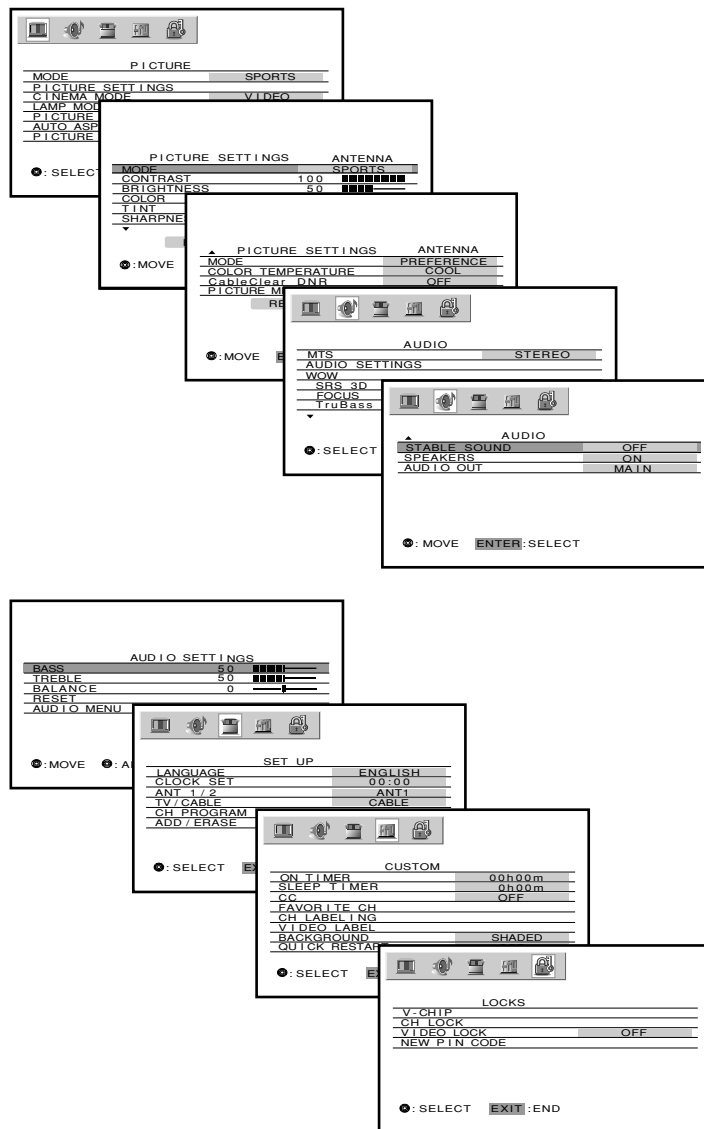 PICTURE
MODE SPORTS
PICTURE SETTINGS
CINEMA MODE VIDEO
LAMP MOD
PICTURE
AUTO ASP
PICTURE
: SELECT
PICTURE SETTINGS ANTENNA
MODE SPORTS
CONTRAST 100
BRIGHTNESS 50
COLOR
TINT
SHARPNE
:MOVE
PICTURE SETTINGS ANTENNA
MODE PREFERENCE
COLOR TEMPERATURE COOL
CableClear DNR OFF
PICTURE M
RE
:MOVE E
AUDIO
MTS STEREO
AUDIO SETTINGS
WOW
SRS 3D
FOCUS
TruBass
:SELECT
AUDIO
STABLE SOUND OFF
SPEAKERS ON
AUDIO OUT MAIN
: MOVE ENTER:SELECT
AUDIO SETTINGS
BASS 50
TREBLE 50
BALANCE 0
RESET
AUDIO MENU
:MOVE : A
SET UP
LANGUAGE ENGLISH
CLOCK SET 00:00
ANT 1/2 ANT1
TV/CABLE CABLE
CH PROGRAM
ADD/ERASE
: SELECT EX
CUSTOM
ON TIMER 00h00m
SLEEP TIMER 0h00m
CC OFF
FAVORITE CH
CH LABELING
VIDEO LABEL
BACKGROUND SHADED
QUICK RESTART
: SELECT E
LOCKS
V-CHIP
CH LOCK
VIDEO LOCK OFF
NEW PIN CODE
: SELECT EXIT :END